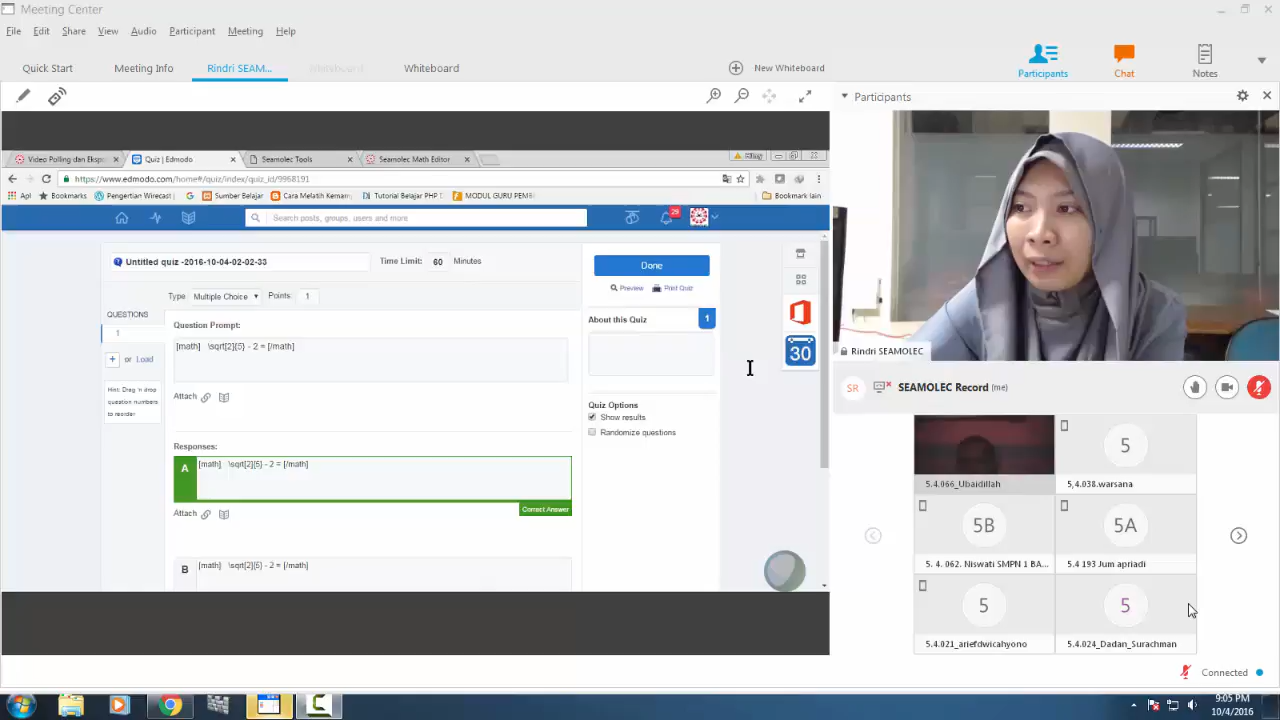 Meeting Center
File Edit Share View Audio Participant Meeting Help
Quick Start Meeting Info Rindri SEAM... Whiteboard Whiteboard New Whiteboard
Participants Chat Notes
Participants
Video Polling dan Ekspo
Quiz | Edmodo
Seamolec Tools
Seamolec Math Editor
https://www.edmodo.com/home#/quiz/index/quiz_id/9968191
Apl Bookmarks Pengertian Wirecast Sumber Belajar Cara Melatih Keman Tutorial Belajar PHP D MODUL GURU PEMB Bookmark lain
Search posts, groups, users and more
29
Untitled quiz -2016-10-04-02-02-33
Time Limit: 60 Minutes
Done
Type Multiple Choice Points: 1
Preview Print Quiz
QUESTIONS
1
+ or Load
Hint: Drag 'n drop
question numbers
to reorder
Question Prompt:
[math] \sqrt[2]{5} - 2 = [/math]
Attach
Responses:
A
[math] \sqrt[2]{5} - 2 = [/math]
Correct Answer
Attach
B
[math] \sqrt[2]{5} - 2 = [/math]
About this Quiz
1
Quiz Options
Show results
Randomize questions
30
Rindri SEAMOLEC
SR SEAMOLEC Record (me)
5.4.066_Ubaidillah
5
5,4.038.warsana
5B
5. 4. 062. Niswati SMPN 1 BA...
5A
5.4 193 Jum apriadi
5
5.4.021_ariefdwicahyono
5
5.4.024_Dadan_Surachman
Connected
9:05 PM
10/4/2016